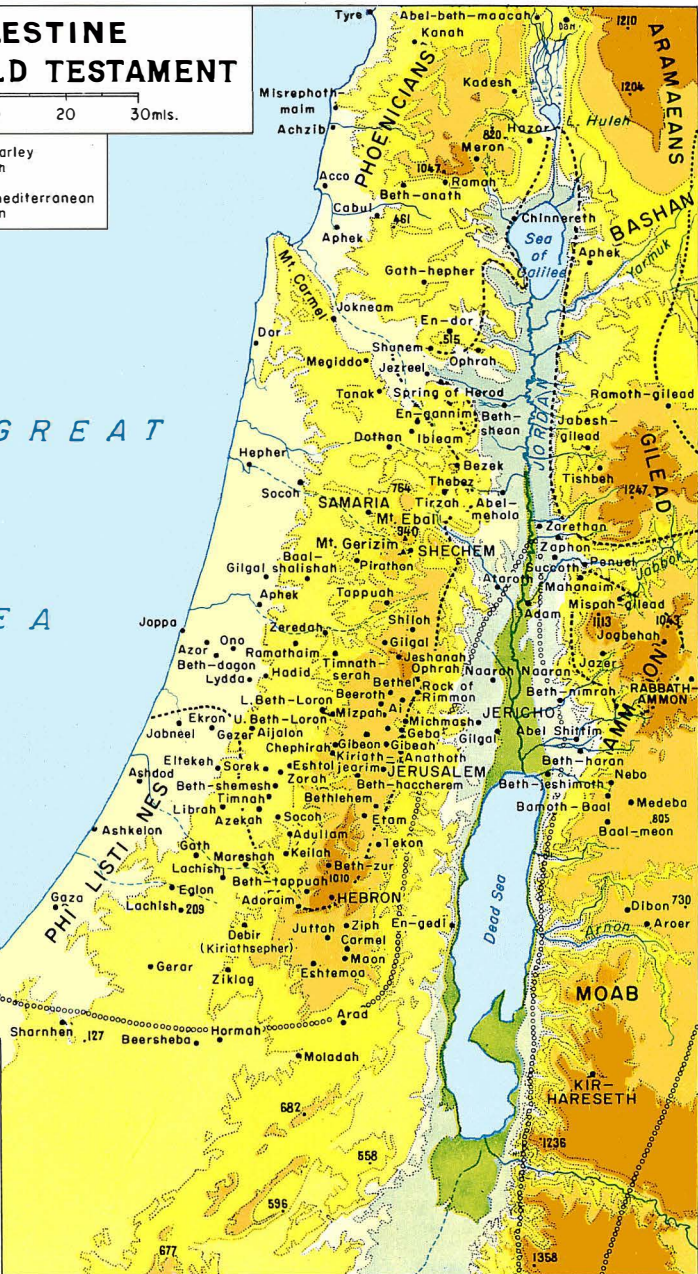 LESTINE
LD TESTAMENT
20 30mls.
arley
h
mediterranean
n
Tyre
Abel-beth-maacah
Dan
Kanah
1210
ARAMAEANS
1204
PHOENICIANS
Kadesh
Misrephoth-
maim
Achzib
820
Hazor
L. Huleh
Meron
1047
Ramah
Acco
Beth-anath
Cabul
461
Chinnereth
BASHAN
Aphek
Sea
of
Galilee
Aphek
Yarmuk
Mt. Carmel
Gath-hepher
Jokneam
En-dor
515
Dor
Shunem
Ophrah
Megiddo
Jezreel
Tanak
Spring of Herod
Ramoth-gilead
En-gannim
Beth-
shean
JORDAN
Jabesh-
gilead
GREAT
Dothan
Ibleam
GILEAD
Hepher
Bezek
Tishbeh
Socoh
764
Thebez
1247
SAMARIA
Tirzah
Abel-
meholo
Mt. Ebal
940
Zarethan
Mt. Gerizim
SHECHEM
Zaphon
Baal-
shalishah
Gilgal
Pirathon
Succoth
Penuel
Jabbok
Ataroth
Mahanaim
Aphek
Tappuah
Adam
Mispah-gilead
EA
Joppa
Zeredah
Shiloh
1113
1043
Jogbehah
Azor
Ono
Ramathaim
Gilgal
Jazer
AMMON
Beth-dagon
Timnath-
serah
Jeshanah
Ophrah
Lydda
Hadid
Bethel
Naarah
Naaran
Beeroth
Rock of
Rimmon
Beth-nimrah
RABBATH-
AMMON
L.Beth-Loron
Mizpah
Ai
JERICHO
Ekron
U.Beth-Loron
Michmash
Abel Shittim
Jabneel
Gezer
Aijalon
Geba
Gilgal
Chephirah
Gibeon
Gibeah
Eltekeh
Sorek
Eshtol
Kiriath-
jearim
Anathoth
Beth-haran
Ashdod
Zorah
JERUSALEM
Nebo
Beth-shemesh
Beth-haccherem
Beth-jeshimoth
Timnah
Bethlehem
Bamoth-Baal
Medeba
Librah
Azekah
Socoh
Etam
805
Ashkelon
Adullam
Baal-meon
PHILISTINES
Gath
Keilah
Tekon
Mareshah
Lachish
Beth-zur
Eglon
Beth-tappuah
1010
Dead Sea
Gaza
Lachish
209
Adoraim
HEBRON
Dibon
730
Debir
(Kiriathsepher)
Juttah
Ziph
En-gedi
Arnon
Aroer
Carmel
Gerar
Maon
Ziklag
Eshtemoa
MOAB
Arad
Sharnhen
127
Hormah
Beersheba
Moladah
KIR-
HARESETH
682
558
1236
596
677
1358